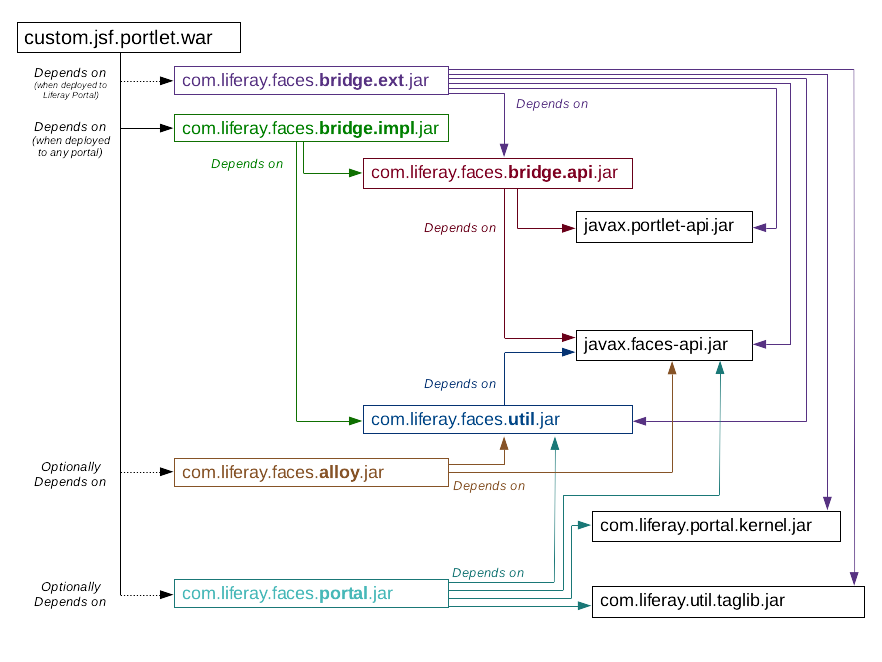 custom.jsf.portlet.war
Depends on
(when deployed to
Liferay Portal)
com.liferay.faces.bridge.ext.jar
Depends on
Depends on
(when deployed
to any portal)
com.liferay.faces.bridge.impl.jar
Depends on
com.liferay.faces.bridge.api.jar
Depends on
javax.portlet-api.jar
javax.faces-api.jar
Depends on
com.liferay.faces.util.jar
Optionally
Depends on
com.liferay.faces.alloy.jar
Depends on
com.liferay.portal.kernel.jar
Optionally
Depends on
Depends on
com.liferay.faces.portal.jar
com.liferay.util.taglib.jar